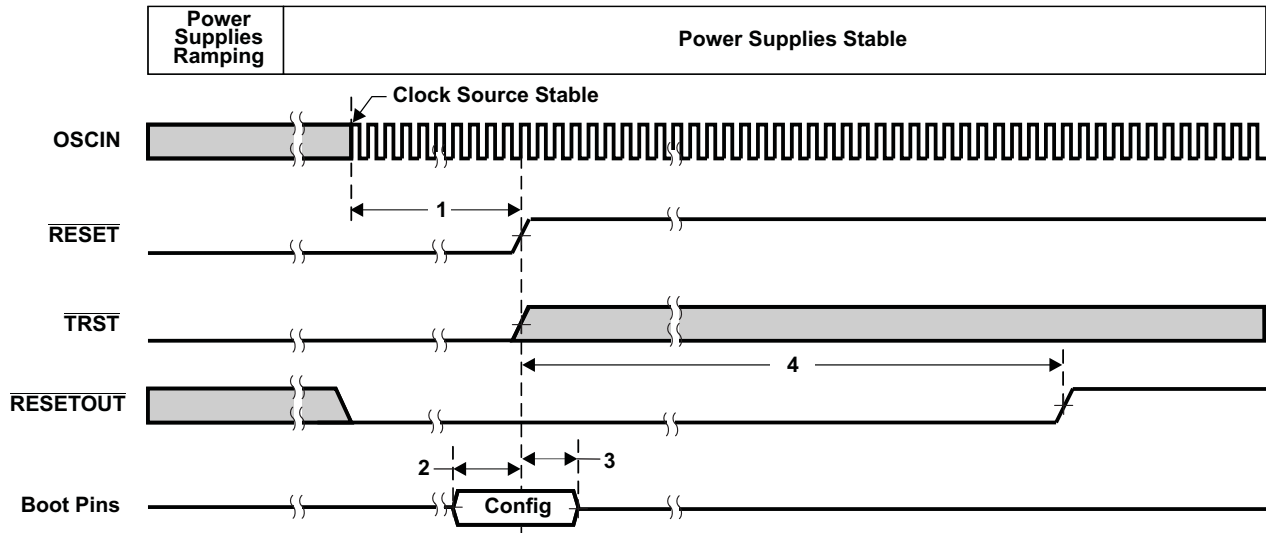 Power
Supplies
Ramping
Power Supplies Stable
Clock Source Stable
OSCIN
1
RESET
TRST
4
RESETOUT
2
3
Boot Pins
Config